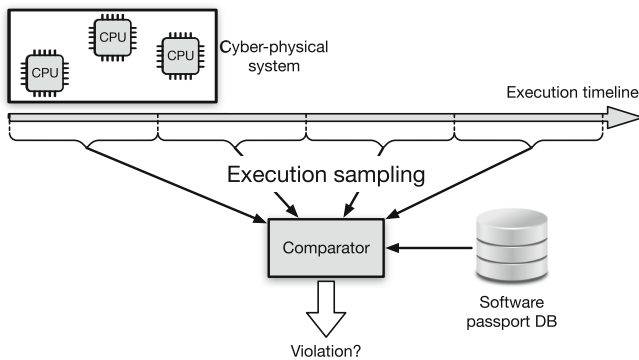 CPU
CPU
CPU
Cyber-physical
system
Execution timeline
Execution sampling
Comparator
Software
passport DB
Violation?